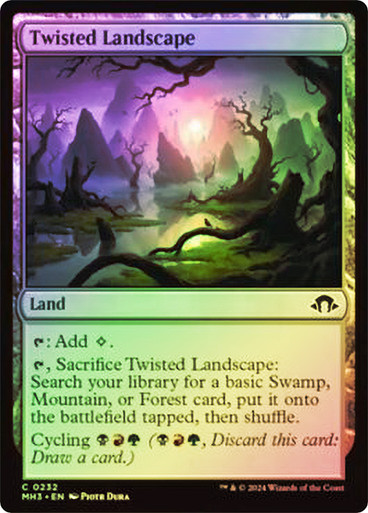 Twisted Landscape
Land
: Add .
, Sacrifice Twisted Landscape:
Search your library for a basic Swamp,
Mountain, or Forest card, put it onto
the battlefield tapped, then shuffle.
Cycling (, Discard this card:
Draw a card.)
C 0232
MH3 • EN Piotr Dura
™ & © 2024 Wizards of the Coast